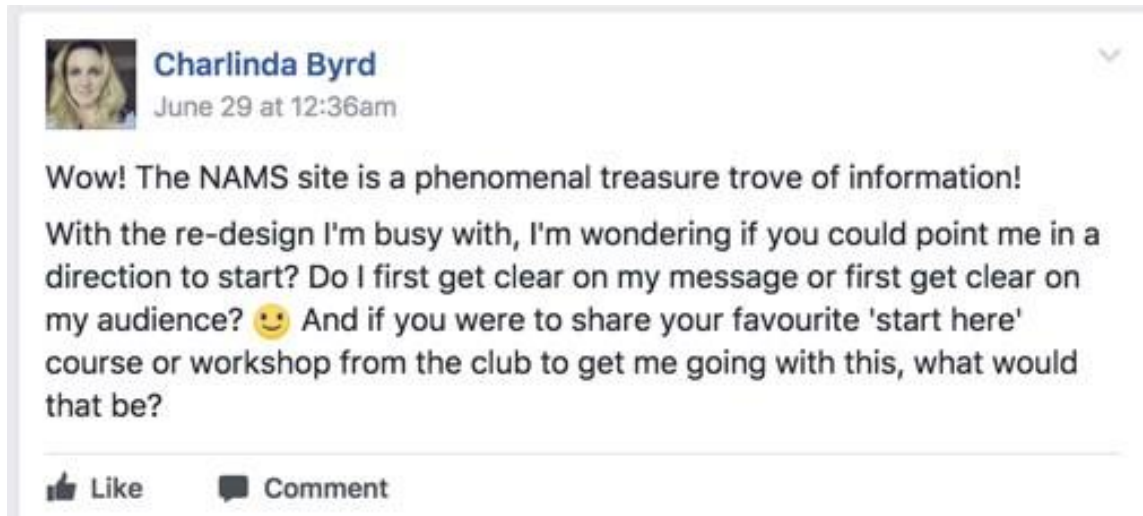 Charlinda Byrd
June 29 at 12:36am
Wow! The NAMS site is a phenomenal treasure trove of information!
With the re-design I'm busy with, I'm wondering if you could point me in a
direction to start? Do I first get clear on my message or first get clear on
my audience? 🙂 And if you were to share your favourite 'start here'
course or workshop from the club to get me going with this, what would
that be?
Like Comment